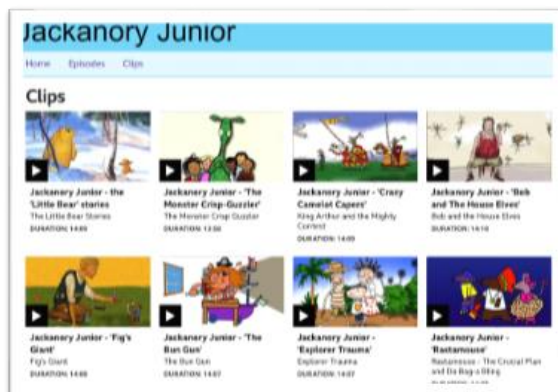 Jackanory Junior
Home Episodes Clips
Clips
Jackanory Junior - the
'Little Bear' stories
The Little Bear Stories
DURATION: 14:05
Jackanory Junior - 'The
Monster Crisp-Guzzler'
The Monster Crisp Guzzler
DURATION: 13:58
Jackanory Junior - 'Crazy
Camelot Capers'
King Arthur and the Mighty
Contest
DURATION: 14:09
Jackanory Junior - 'Bob
and The House Elves'
Bob and the House Elves
DURATION: 14:10
Jackanory Junior - 'Fig's
Giant'
Fig's Giant
DURATION: 14:08
Jackanory Junior - 'The
Bun Gun'
The Bun Gun
DURATION: 14:07
Jackanory Junior -
'Explorer Trauma'
Explorer Trauma
DURATION: 14:07
Jackanory Junior -
'Rastamouse'
Rastamouse - The Crucial Plan
and Da Bag-a Bling